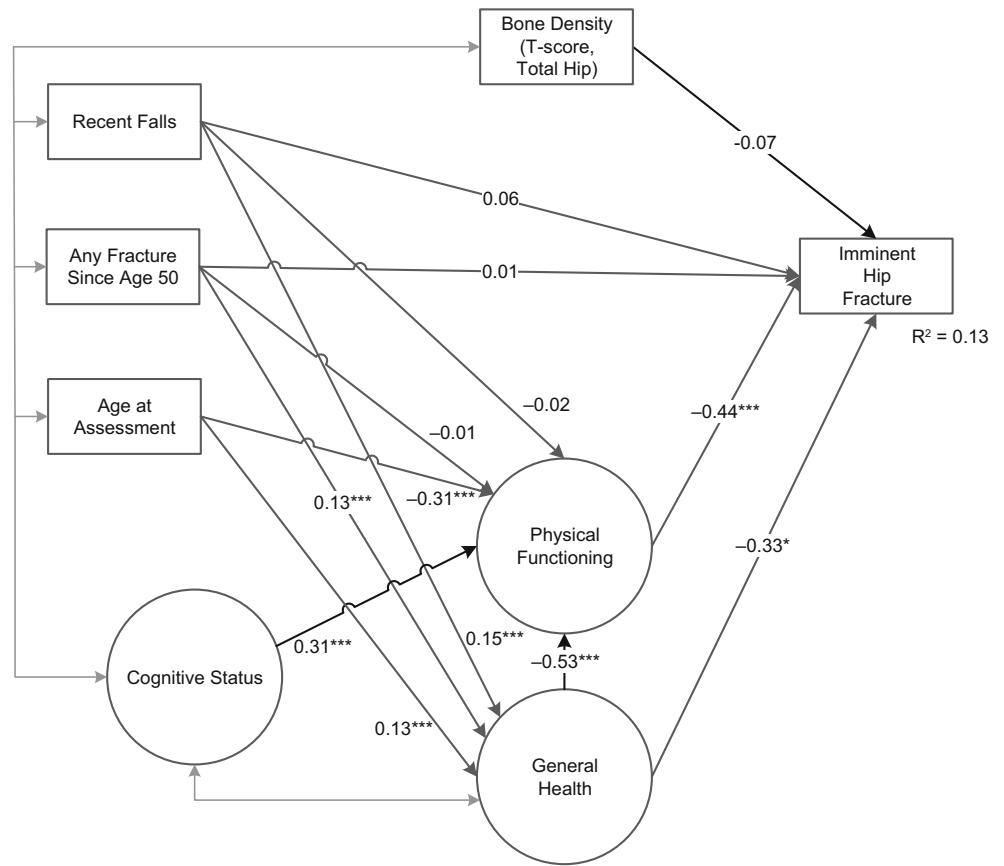 Bone Density
(T-score,
Total Hip)
Recent Falls
-0.07
0.06
Any Fracture
Since Age 50
0.01
Imminent
Hip
Fracture
R² = 0.13
Age at
Assessment
–0.02
–0.01
–0.44***
0.13***
–0.31***
Physical
Functioning
–0.33*
0.31***
0.15***
–0.53***
Cognitive Status
0.13***
General
Health